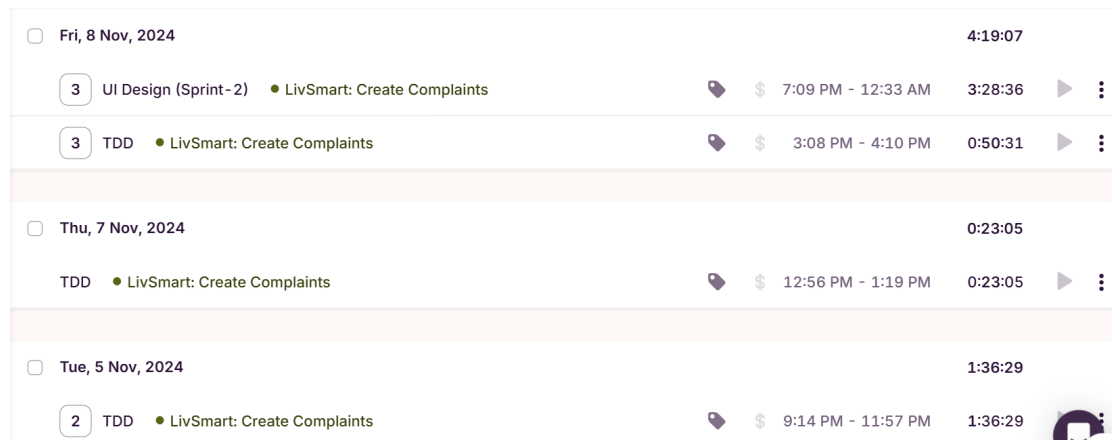 Fri, 8 Nov, 2024 4:19:07
3 UI Design (Sprint-2) LivSmart: Create Complaints $ 7:09 PM - 12:33 AM 3:28:36
3 TDD LivSmart: Create Complaints $ 3:08 PM - 4:10 PM 0:50:31
Thu, 7 Nov, 2024 0:23:05
TDD LivSmart: Create Complaints $ 12:56 PM - 1:19 PM 0:23:05
Tue, 5 Nov, 2024 1:36:29
2 TDD LivSmart: Create Complaints $ 9:14 PM - 11:57 PM 1:36:29